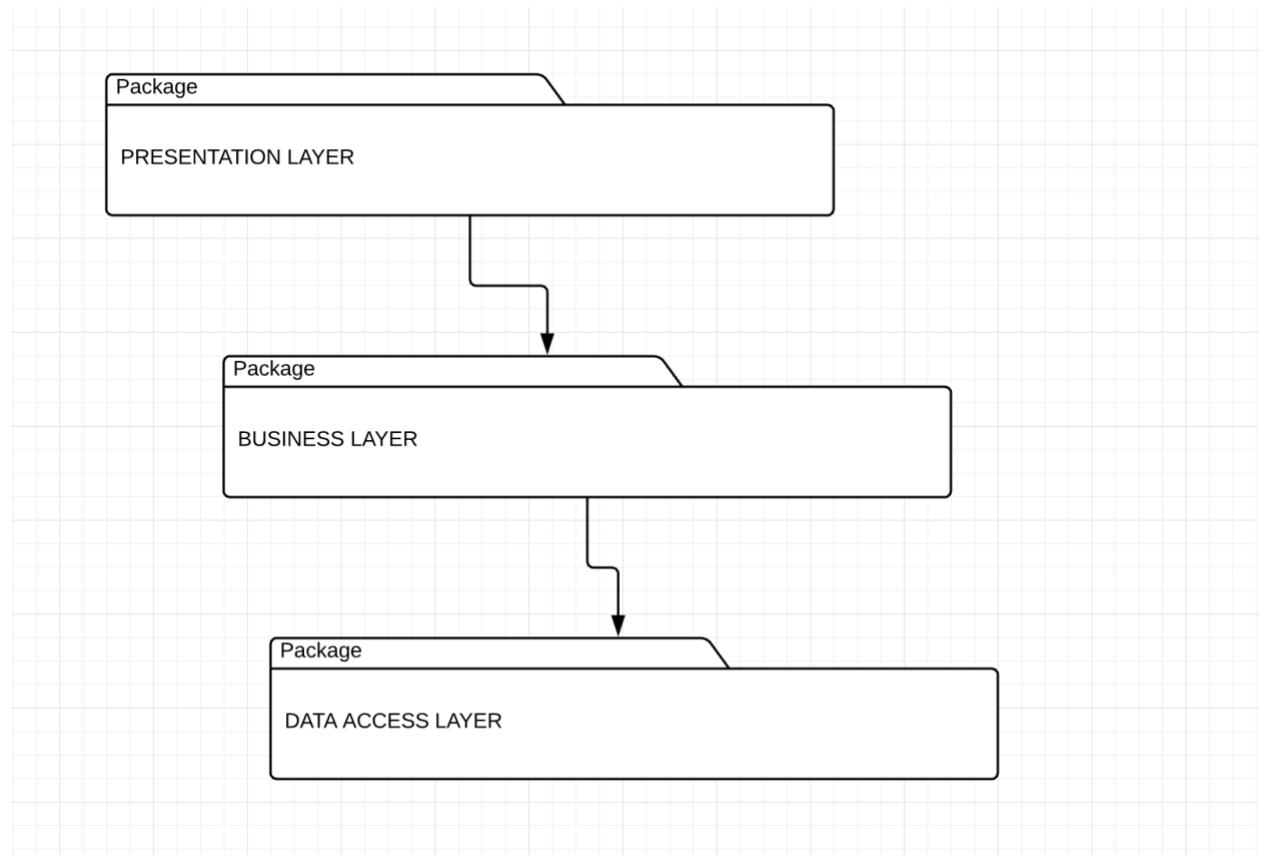 Package
PRESENTATION LAYER
Package
BUSINESS LAYER
Package
DATA ACCESS LAYER